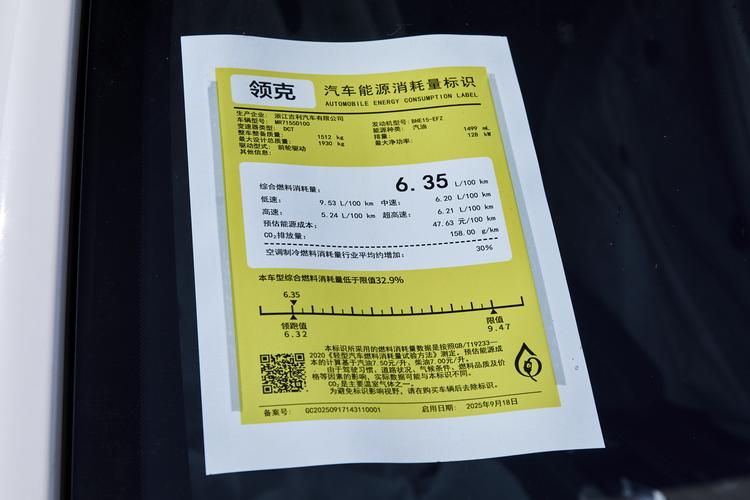 领克 汽车能源消耗量标识
AUTOMOBILE ENERGY CONSUMPTION LABEL
生产企业: 浙江吉利汽车有限公司
车辆型号: MR7155D100 发动机型号: BHE15-EFZ
变速器类型: DCT 能源种类: 汽油
整车整备质量: 1512 kg 排量: 1499 mL
最大设计总质量: 1930 kg 最大净功率: 128 kW
驱动型式: 前轮驱动
其他信息:
综合燃料消耗量: 6.35 L/100 km
低速: 9.53 L/100 km 中速: 6.20 L/100 km
高速: 5.24 L/100 km 超高速: 6.21 L/100 km
预估能源成本: 47.63 元/100 km
CO₂排放量: 158.00 g/km
空调制冷燃料消耗量行业平均约增加: 30%
本车型综合燃料消耗量低于限值32.9%
6.35
领跑值 限值
6.32 9.47
本标识所采用的燃料消耗量数据是按照GB/T19233—
2020《轻型汽车燃料消耗量试验方法》测定。预估能源成
本的计算基于汽油7.50元/升、柴油7.00元/升。
由于驾驶习惯、道路状况、气候条件、燃料品质及价
格等因素的影响，实际数据可能与本标识不同。
CO₂是主要温室气体之一。
为避免标识影响视野，请在购买车辆后去除标识。
备案号: GC20250917143110001 启用日期: 2025年9月18日